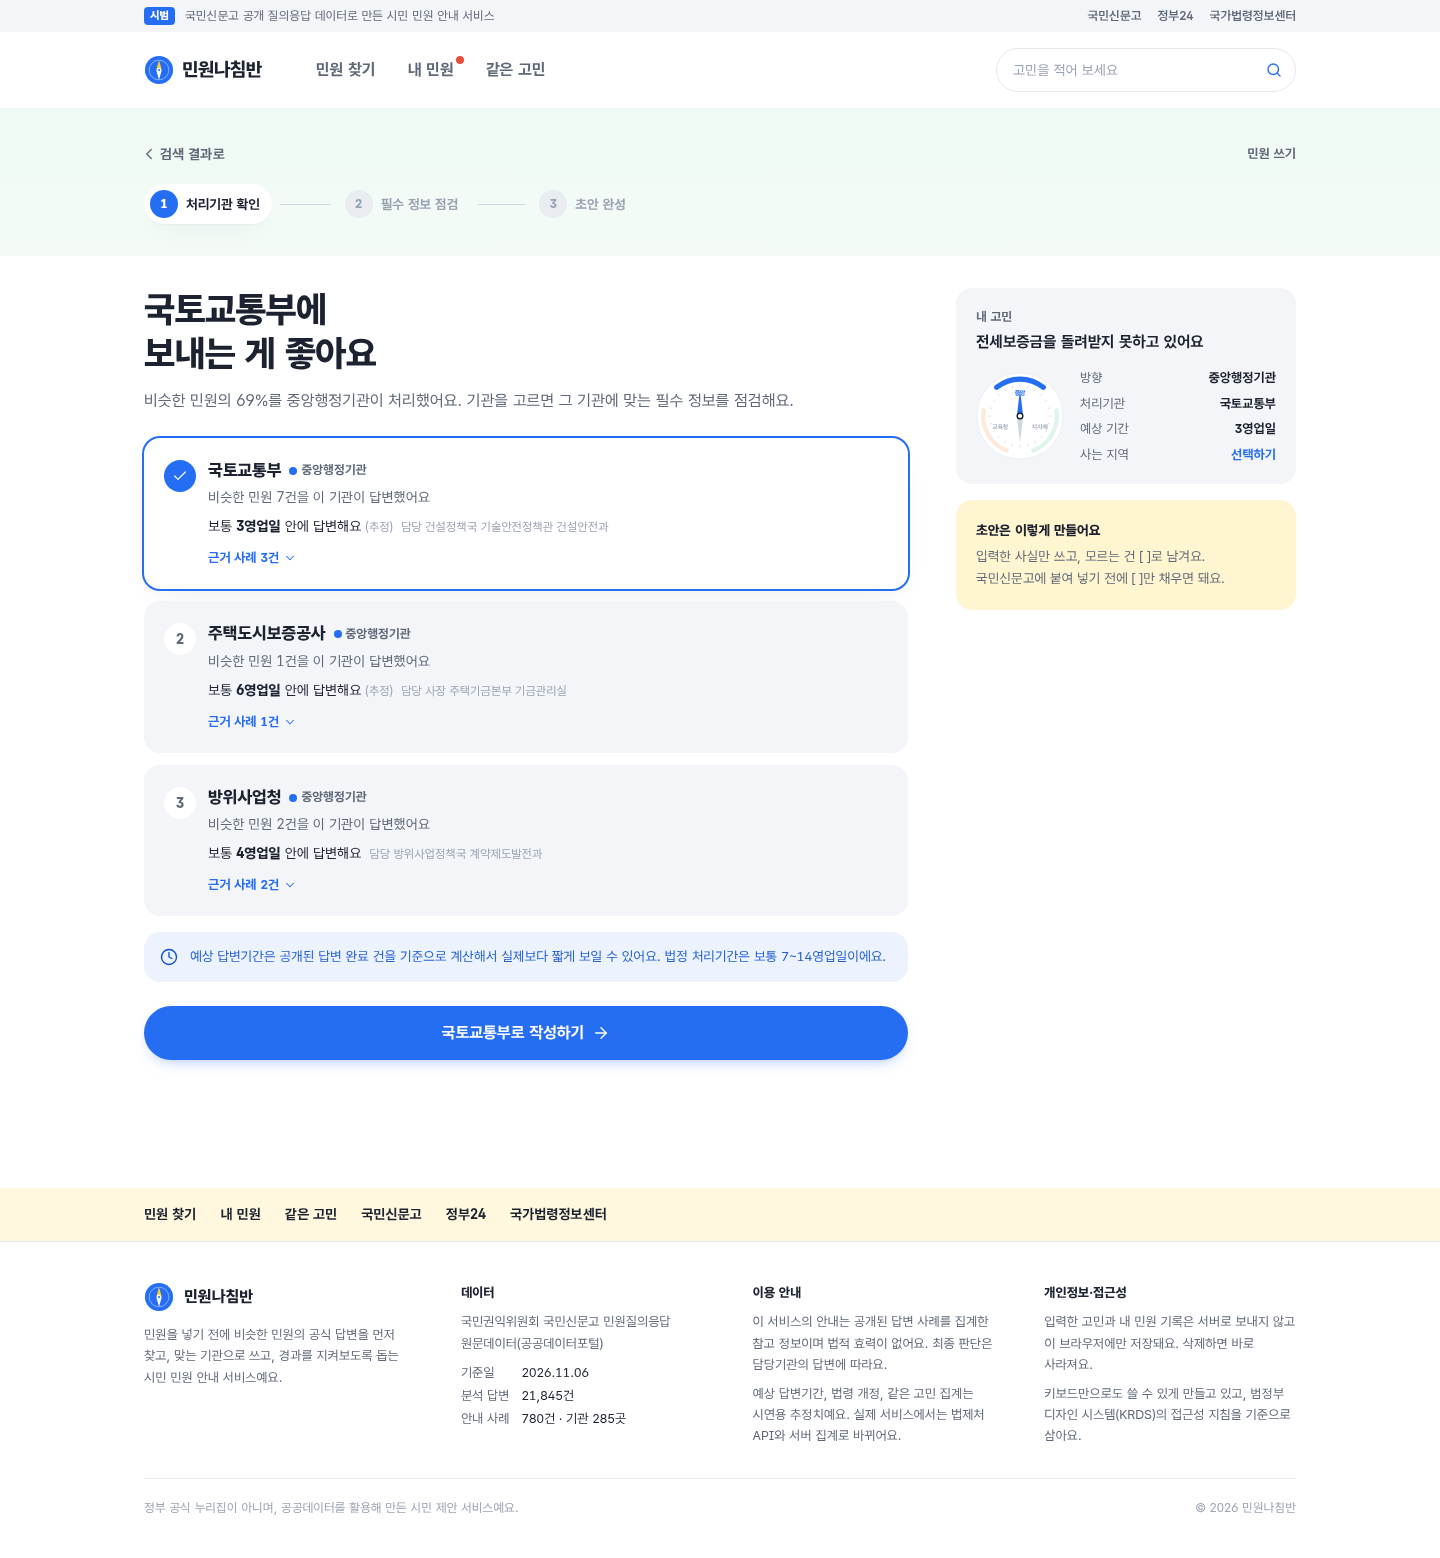 시범 국민신문고 공개 질의응답 데이터로 만든 시민 민원 안내 서비스
국민신문고 정부24 국가법령정보센터
민원나침반
민원 찾기 내 민원 같은 고민
고민을 적어 보세요
검색 결과로
민원 쓰기
1 처리기관 확인 2 필수 정보 점검 3 초안 완성
국토교통부에
보내는 게 좋아요
비슷한 민원의 69%를 중앙행정기관이 처리했어요. 기관을 고르면 그 기관에 맞는 필수 정보를 점검해요.
국토교통부 중앙행정기관
비슷한 민원 7건을 이 기관이 답변했어요
보통 3영업일 안에 답변해요 (추정) 담당 건설정책국 기술안전정책관 건설안전과
근거 사례 3건
2 주택도시보증공사 중앙행정기관
비슷한 민원 1건을 이 기관이 답변했어요
보통 6영업일 안에 답변해요 (추정) 담당 사장 주택기금본부 기금관리실
근거 사례 1건
3 방위사업청 중앙행정기관
비슷한 민원 2건을 이 기관이 답변했어요
보통 4영업일 안에 답변해요 담당 방위사업정책국 계약제도발전과
근거 사례 2건
예상 답변기간은 공개된 답변 완료 건을 기준으로 계산해서 실제보다 짧게 보일 수 있어요. 법정 처리기간은 보통 7~14영업일이에요.
국토교통부로 작성하기
내 고민
전세보증금을 돌려받지 못하고 있어요
중앙
교육청 지자체
방향 중앙행정기관
처리기관 국토교통부
예상 기간 3영업일
사는 지역 선택하기
초안은 이렇게 만들어요
입력한 사실만 쓰고, 모르는 건 [ ]로 남겨요.
국민신문고에 붙여 넣기 전에 [ ]만 채우면 돼요.
민원 찾기 내 민원 같은 고민 국민신문고 정부24 국가법령정보센터
민원나침반
민원을 넣기 전에 비슷한 민원의 공식 답변을 먼저
찾고, 맞는 기관으로 쓰고, 경과를 지켜보도록 돕는
시민 민원 안내 서비스예요.
데이터
국민권익위원회 국민신문고 민원질의응답
원문데이터(공공데이터포털)
기준일 2026.11.06
분석 답변 21,845건
안내 사례 780건 · 기관 285곳
이용 안내
이 서비스의 안내는 공개된 답변 사례를 집계한
참고 정보이며 법적 효력이 없어요. 최종 판단은
담당기관의 답변에 따라요.
예상 답변기간, 법령 개정, 같은 고민 집계는
시연용 추정치예요. 실제 서비스에서는 법제처
API와 서버 집계로 바뀌어요.
개인정보·접근성
입력한 고민과 내 민원 기록은 서버로 보내지 않고
이 브라우저에만 저장돼요. 삭제하면 바로
사라져요.
키보드만으로도 쓸 수 있게 만들고 있고, 범정부
디자인 시스템(KRDS)의 접근성 지침을 기준으로
삼아요.
정부 공식 누리집이 아니며, 공공데이터를 활용해 만든 시민 제안 서비스예요.
© 2026 민원나침반